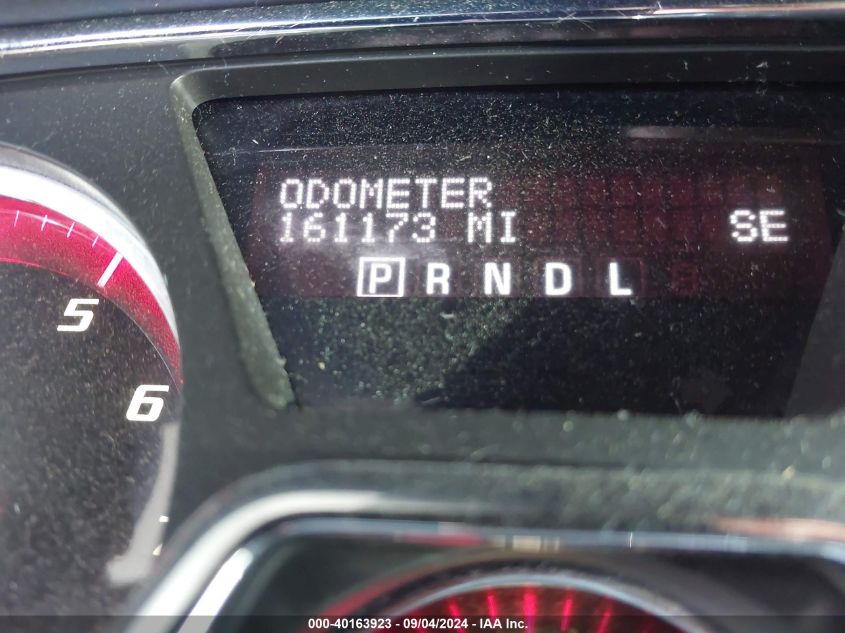 ODOMETER
161173 MI SE
P R N D L
5
6
000-40163923 - 09/04/2024 - IAA Inc.